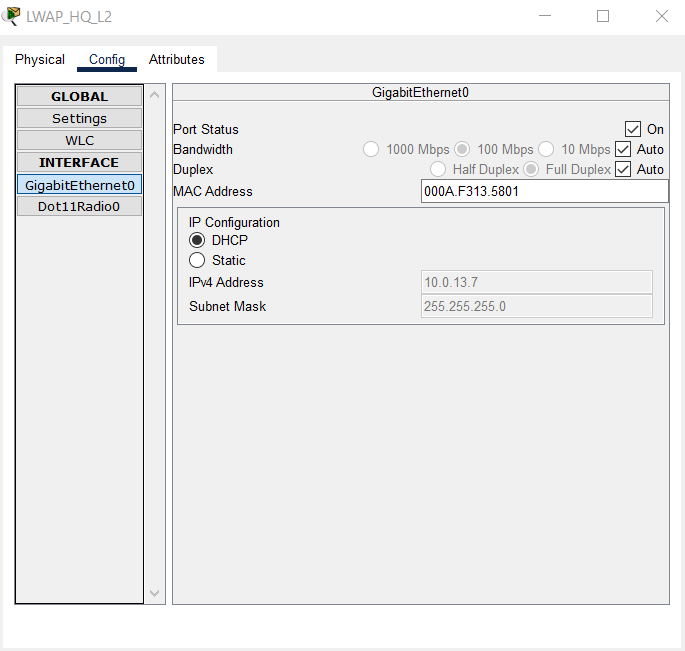 LWAP_HQ_L2
Physical Config Attributes
GLOBAL
Settings
WLC
INTERFACE
GigabitEthernet0
Dot11Radio0
GigabitEthernet0
Port Status On
Bandwidth 1000 Mbps 100 Mbps 10 Mbps Auto
Duplex Half Duplex Full Duplex Auto
MAC Address 000A.F313.5801
IP Configuration
DHCP
Static
IPv4 Address 10.0.13.7
Subnet Mask 255.255.255.0